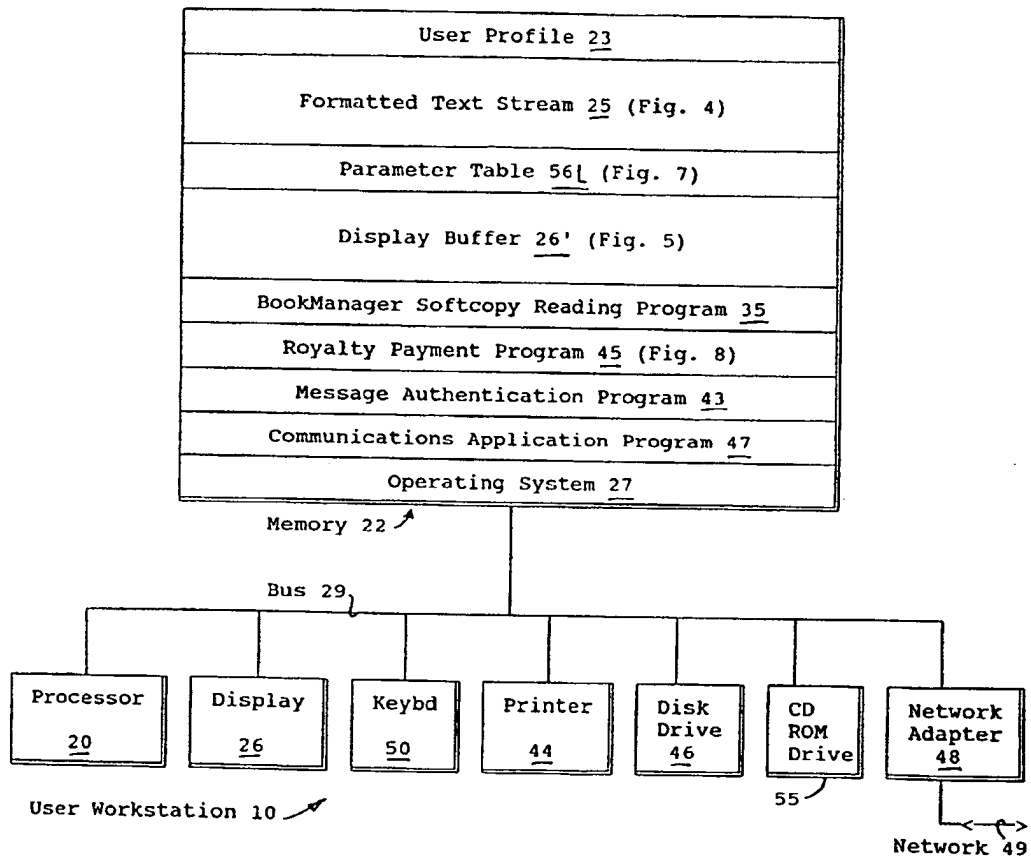 User Profile 23
Formatted Text Stream 25 (Fig. 4)
Parameter Table 56L (Fig. 7)
Display Buffer 26' (Fig. 5)
BookManager Softcopy Reading Program 35
Royalty Payment Program 45 (Fig. 8)
Message Authentication Program 43
Communications Application Program 47
Operating System 27
Memory 22
Bus 29
Processor
20
Display
26
Keybd
50
Printer
44
Disk
Drive
46
CD
ROM
Drive
55
Network
Adapter
48
User Workstation 10
Network 49